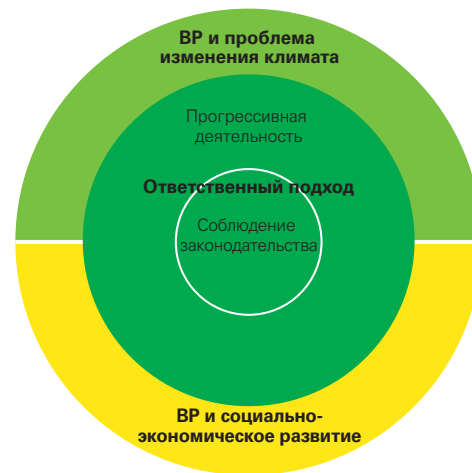 BP и проблема
изменения климата
Прогрессивная
деятельность
Ответственный подход
Соблюдение
законодательства
BP и социально-
экономическое развитие